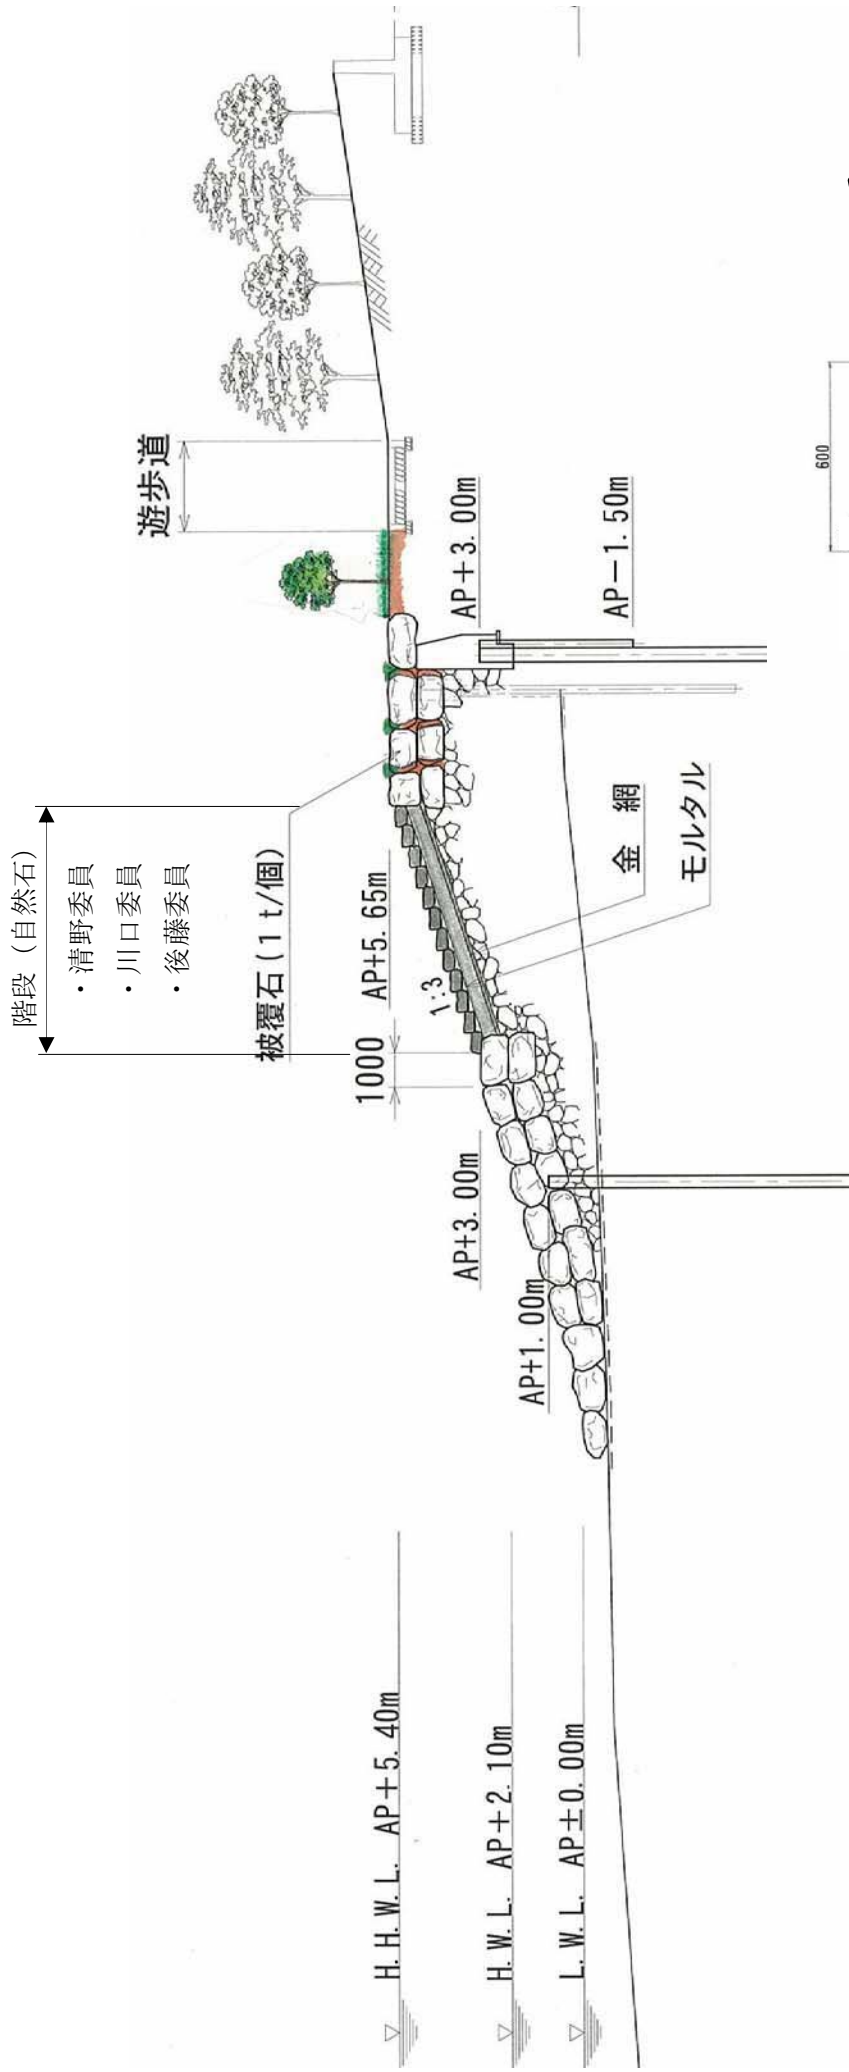 階段（自然石）
・清野委員
・川口委員
・後藤委員
被覆石(1t/個)
遊歩道
1000
AP+5.65m
1:3
AP+3.00m
AP+1.00m
AP+3.00m
AP-1.50m
金網
モルタル
600
H.H.W.L. AP+5.40m
H.W.L. AP+2.10m
L.W.L. AP±0.00m